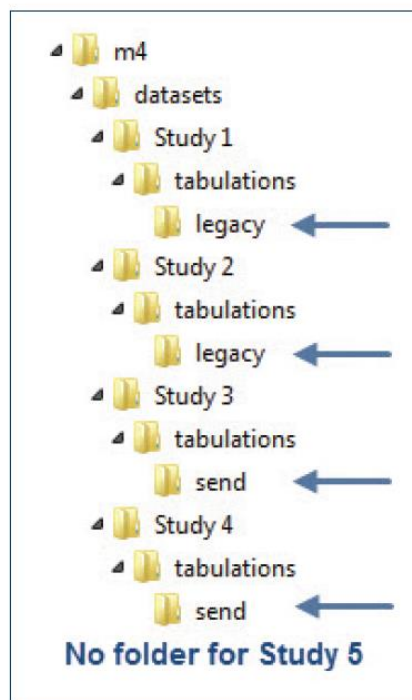 m4
datasets
Study 1
tabulations
legacy
Study 2
tabulations
legacy
Study 3
tabulations
send
Study 4
tabulations
send
No folder for Study 5